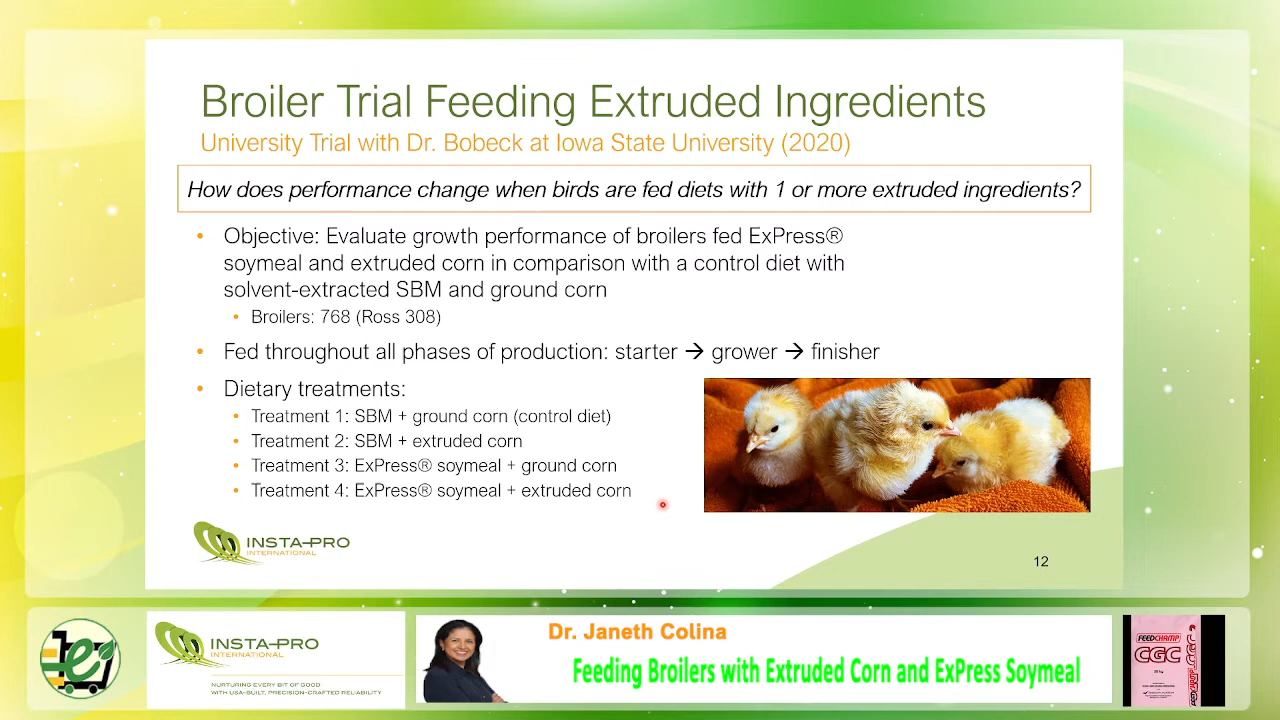 Broiler Trial Feeding Extruded Ingredients
University Trial with Dr. Bobeck at Iowa State University (2020)
How does performance change when birds are fed diets with 1 or more extruded ingredients?
• Objective: Evaluate growth performance of broilers fed ExPress®
soymeal and extruded corn in comparison with a control diet with
solvent-extracted SBM and ground corn
• Broilers: 768 (Ross 308)
• Fed throughout all phases of production: starter → grower → finisher
• Dietary treatments:
• Treatment 1: SBM + ground corn (control diet)
• Treatment 2: SBM + extruded corn
• Treatment 3: ExPress® soymeal + ground corn
• Treatment 4: ExPress® soymeal + extruded corn
INSTA-PRO
INTERNATIONAL
12
e
INSTA-PRO
INTERNATIONAL
NURTURING EVERY BIT OF GOOD
WITH USA-BUILT, PRECISION-CRAFTED RELIABILITY
Dr. Janeth Colina
Feeding Broilers with Extruded Corn and ExPress Soymeal
FEEDCHAMP
CGC